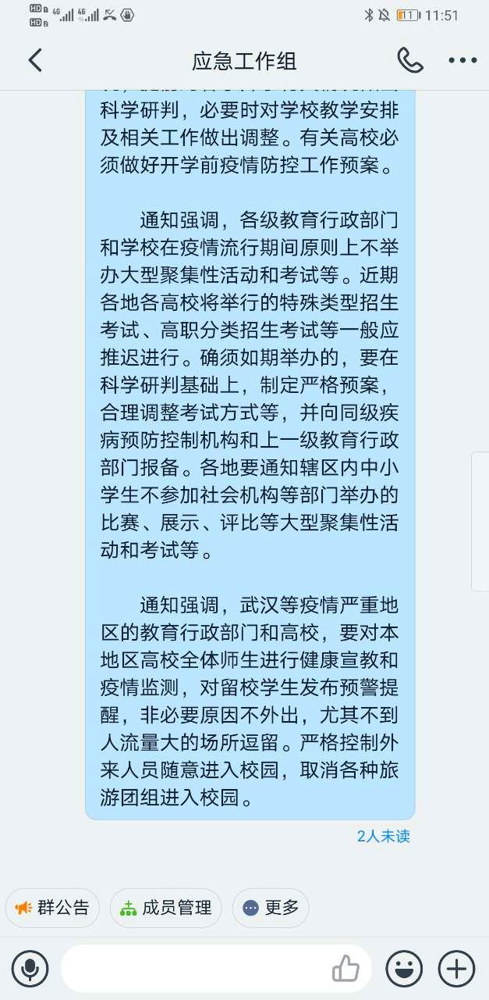 HD 1
HD 2
4G
4G
11
11:51
应急工作组
科学研判，必要时对学校教学安排
及相关工作做出调整。有关高校必
须做好开学前疫情防控工作预案。
通知强调，各级教育行政部门
和学校在疫情流行期间原则上不举
办大型聚集性活动和考试等。近期
各地各高校将举行的特殊类型招生
考试、高职分类招生考试等一般应
推迟进行。确须如期举办的，要在
科学研判基础上，制定严格预案，
合理调整考试方式等，并向同级疾
病预防控制机构和上一级教育行政
部门报备。各地要通知辖区内中小
学生不参加社会机构等部门举办的
比赛、展示、评比等大型聚集性活
动和考试等。
通知强调，武汉等疫情严重地
区的教育行政部门和高校，要对本
地区高校全体师生进行健康宣教和
疫情监测，对留校学生发布预警提
醒，非必要原因不外出，尤其不到
人流量大的场所逗留。严格控制外
来人员随意进入校园，取消各种旅
游团组进入校园。
2人未读
群公告
成员管理
更多